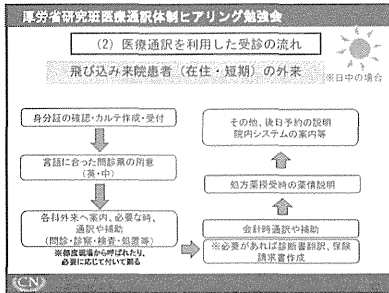 厚労省研究班医療通訳体制ヒアリング勉強会
(2)医療通訳を利用した受診の流れ
飛び込み来院患者(在住・短期)の外来
※日中の場合
身分証の確認・カルテ作成・受付
言語に合った問診票の用意
(英・中)
各科外来へ案内、必要な時、
通訳や補助
(問診・診察・検査・処置等)
※都度現場から呼ばれたり、
必要に応じて付いて廻る
会計時通訳や補助
※必要があれば診断書翻訳、保険
請求書作成
処方薬授受時の薬情説明
その他、後日予約の説明
院内システムの案内等
CN